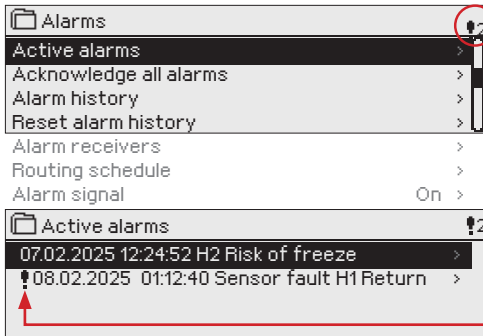 Alarms
!2
Active alarms >
Acknowledge all alarms >
Alarm history >
Reset alarm history >
Alarm receivers >
Routing schedule >
Alarm signal On >
Active alarms !2
07.02.2025 12:24:52 H2 Risk of freeze >
!08.02.2025 01:12:40 Sensor fault H1 Return >